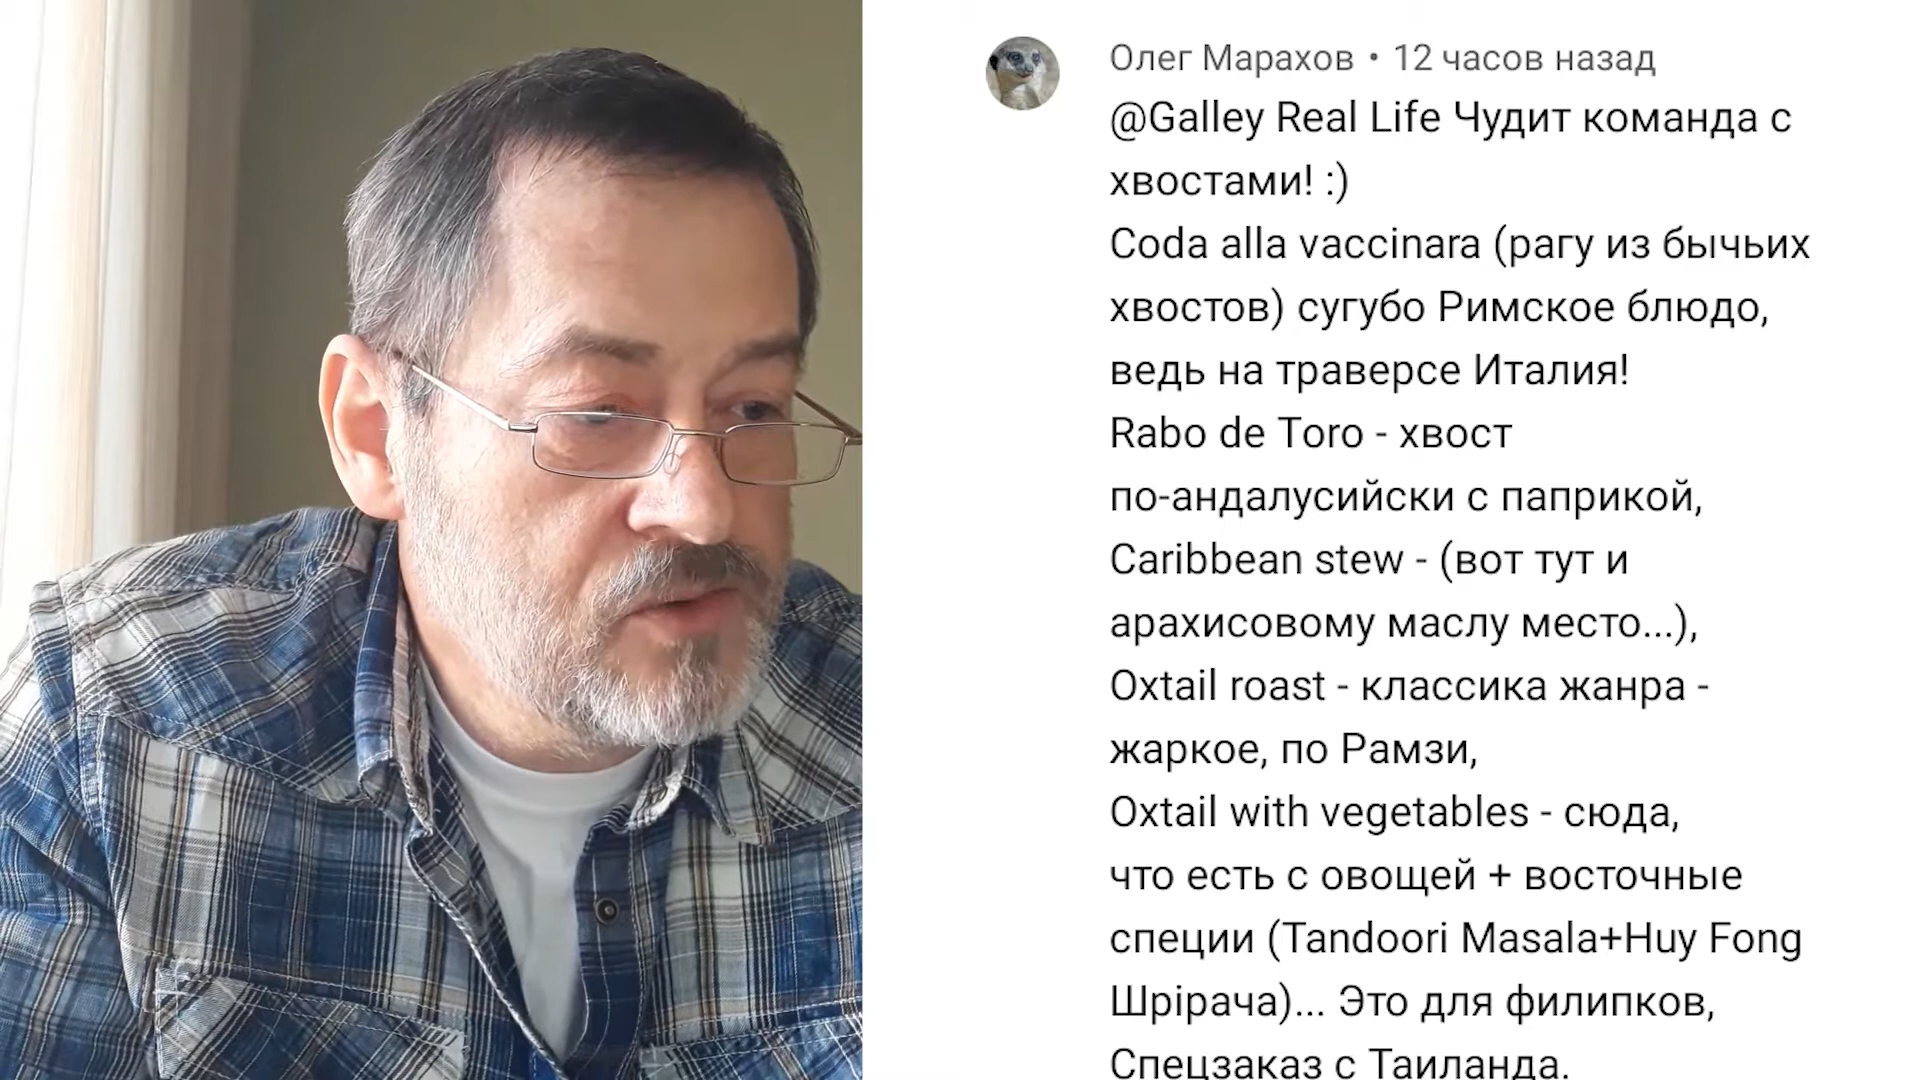 Олег Марахов • 12 часов назад
@Galley Real Life Чудит команда с
хвостами! :)
Coda alla vaccinara (рагу из бычьих
хвостов) сугубо Римское блюдо,
ведь на траверсе Италия!
Rabo de Toro - хвост
по-андалусийски с паприкой,
Caribbean stew - (вот тут и
арахисовому маслу место...),
Oxtail roast - классика жанра -
жаркое, по Рамзи,
Oxtail with vegetables - сюда,
что есть с овощей + восточные
специи (Tandoori Masala+Huy Fong
Шрірача)... Это для филипков,
Спецзаказ с Таиланда.